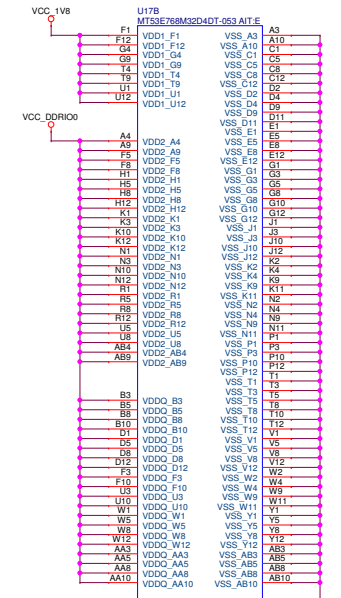 VCC_1V8
U17B
MT53E768M32D4DT-053 AIT:E
F1 VDD1_F1 VSS_A3 A3
F12 VDD1_F12 VSS_A10 A10
G4 VDD1_G4 VSS_C1 C1
G9 VDD1_G9 VSS_C5 C5
T4 VDD1_T4 VSS_C8 C8
T9 VDD1_T9 VSS_C12 C12
U1 VDD1_U1 VSS_D2 D2
U12 VDD1_U12 VSS_D4 D4
VSS_D9 D9
VCC_DDRIO0
VSS_D11 D11
VSS_E1 E1
A4 VDD2_A4 VSS_E5 E5
A9 VDD2_A9 VSS_E8 E8
F5 VDD2_F5 VSS_E12 E12
F8 VDD2_F8 VSS_G1 G1
H1 VDD2_H1 VSS_G3 G3
H5 VDD2_H5 VSS_G5 G5
H8 VDD2_H8 VSS_G8 G8
H12 VDD2_H12 VSS_G10 G10
K1 VDD2_K1 VSS_G12 G12
K3 VDD2_K3 VSS_J1 J1
K10 VDD2_K10 VSS_J3 J3
K12 VDD2_K12 VSS_J10 J10
N1 VDD2_N1 VSS_J12 J12
N3 VDD2_N3 VSS_K2 K2
N10 VDD2_N10 VSS_K4 K4
N12 VDD2_N12 VSS_K9 K9
R1 VDD2_R1 VSS_K11 K11
R5 VDD2_R5 VSS_N2 N2
R8 VDD2_R8 VSS_N4 N4
R12 VDD2_R12 VSS_N9 N9
U5 VDD2_U5 VSS_N11 N11
U8 VDD2_U8 VSS_P1 P1
AB4 VDD2_AB4 VSS_P3 P3
AB9 VDD2_AB9 VSS_P10 P10
VSS_P12 P12
VSS_T1 T1
VSS_T3 T3
B3 VDDQ_B3 VSS_T5 T5
B5 VDDQ_B5 VSS_T8 T8
B8 VDDQ_B8 VSS_T10 T10
B10 VDDQ_B10 VSS_T12 T12
D1 VDDQ_D1 VSS_V1 V1
D5 VDDQ_D5 VSS_V5 V5
D8 VDDQ_D8 VSS_V8 V8
D12 VDDQ_D12 VSS_V12 V12
F3 VDDQ_F3 VSS_W2 W2
F10 VDDQ_F10 VSS_W4 W4
U3 VDDQ_U3 VSS_W9 W9
U10 VDDQ_U10 VSS_W11 W11
W1 VDDQ_W1 VSS_Y1 Y1
W5 VDDQ_W5 VSS_Y5 Y5
W8 VDDQ_W8 VSS_Y8 Y8
W12 VDDQ_W12 VSS_Y12 Y12
AA3 VDDQ_AA3 VSS_AB3 AB3
AA5 VDDQ_AA5 VSS_AB5 AB5
AA8 VDDQ_AA8 VSS_AB8 AB8
AA10 VDDQ_AA10 VSS_AB10 AB10